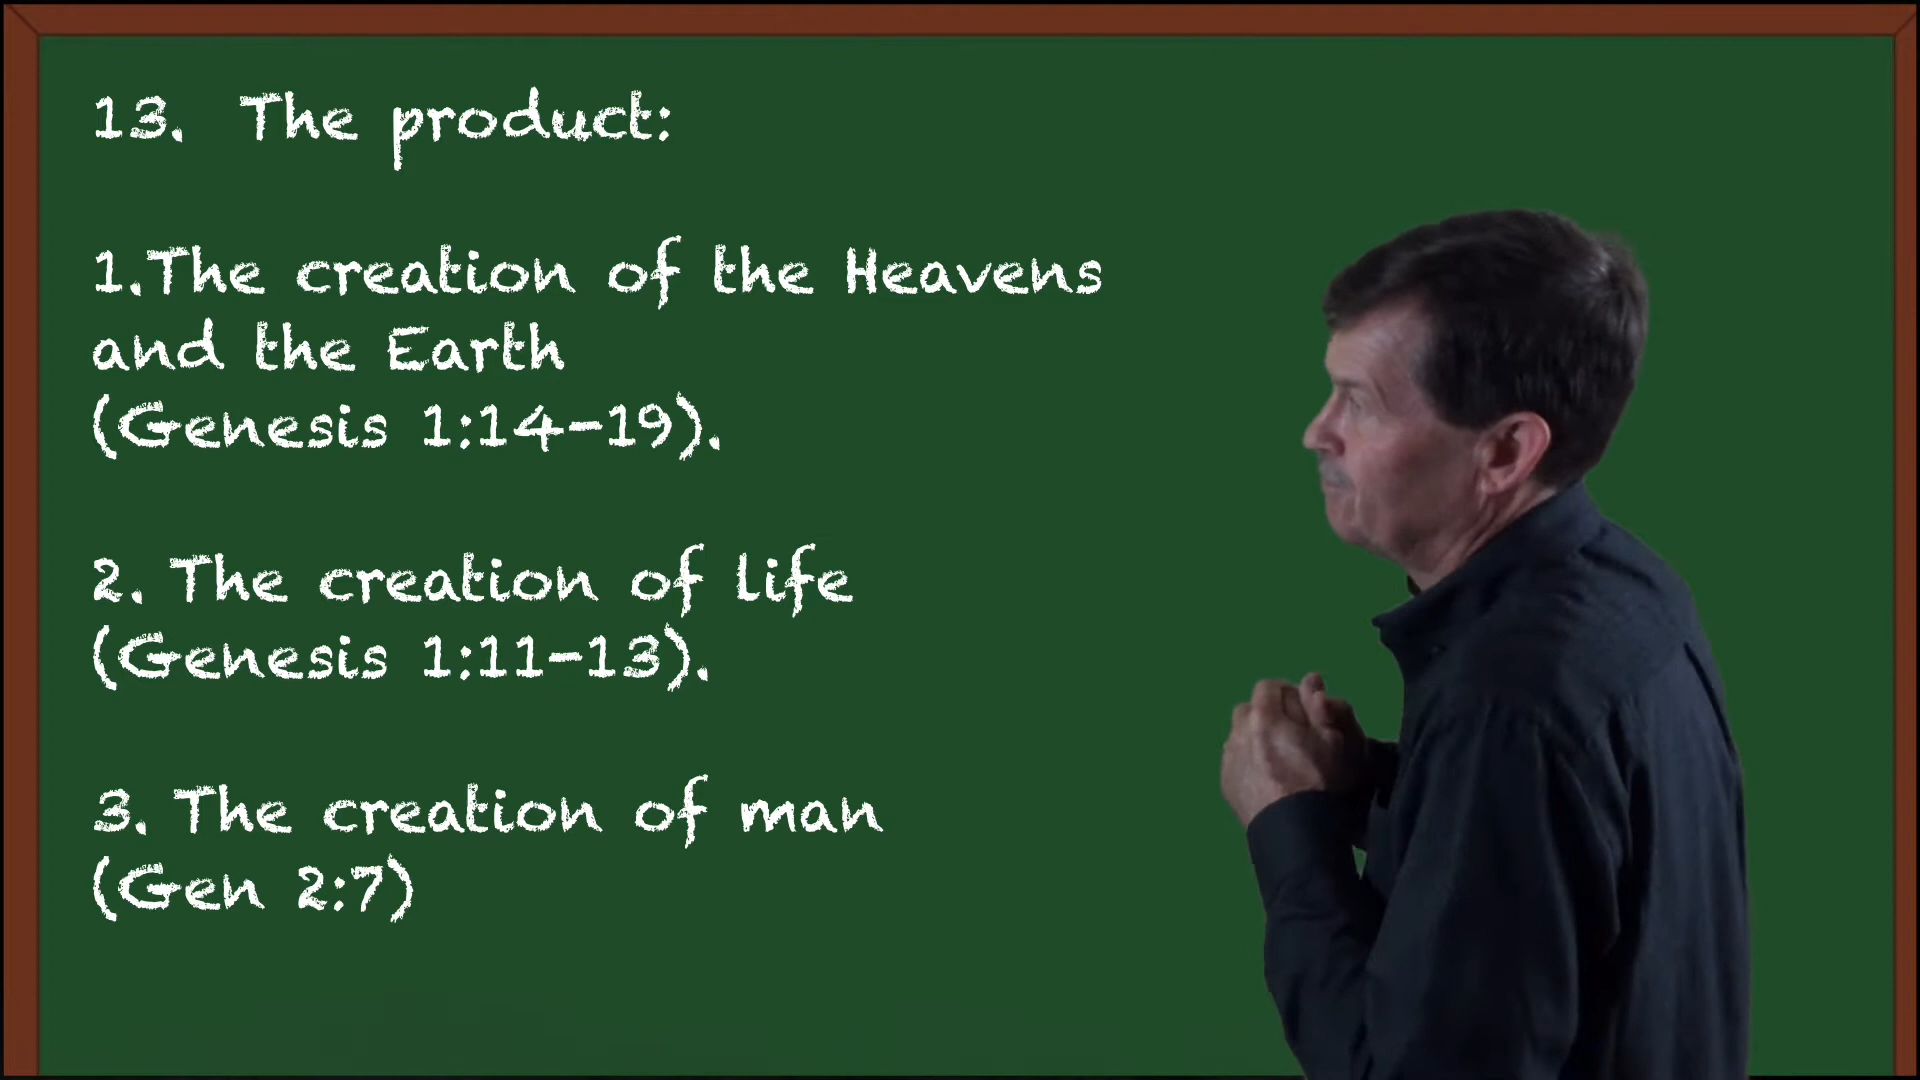 13. The product:
1.The creation of the Heavens
and the Earth
(Genesis 1:14-19).
2. The creation of life
(Genesis 1:11-13).
3. The creation of man
(Gen 2:7)